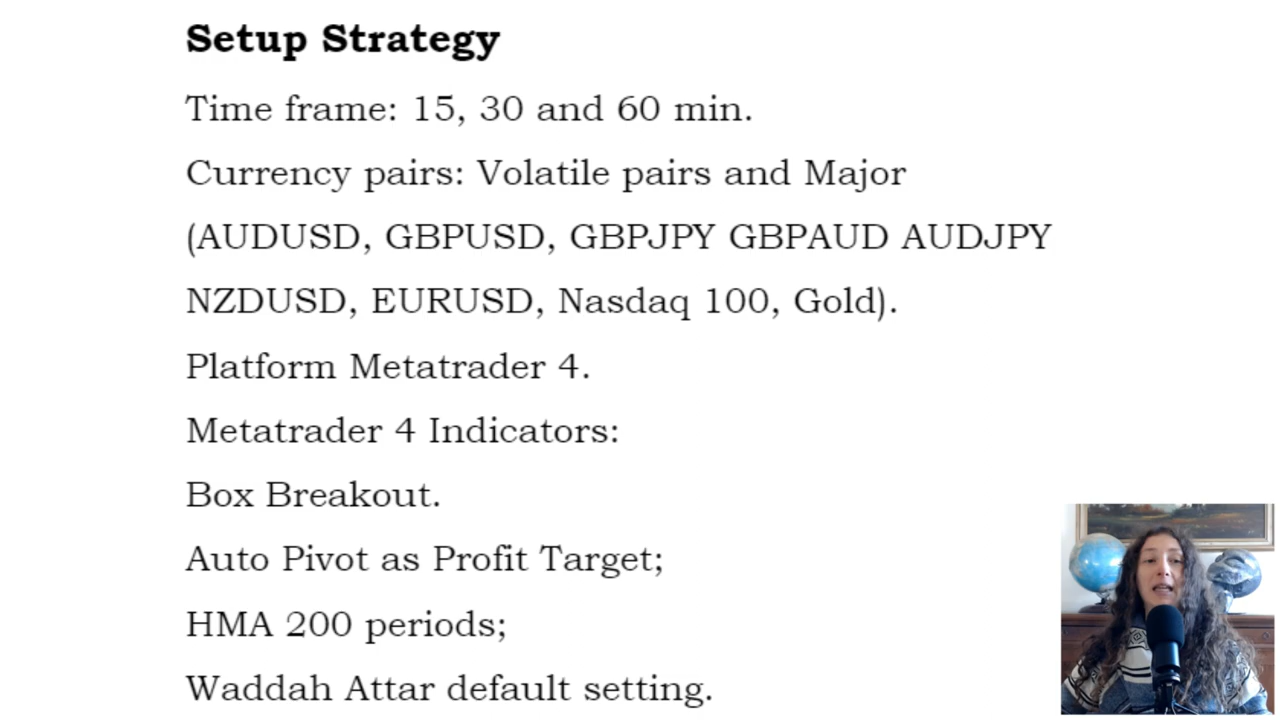 Setup Strategy
Time frame: 15, 30 and 60 min.
Currency pairs: Volatile pairs and Major
(AUDUSD, GBPUSD, GBPJPY GBPAUD AUDJPY
NZDUSD, EURUSD, Nasdaq 100, Gold).
Platform Metatrader 4.
Metatrader 4 Indicators:
Box Breakout.
Auto Pivot as Profit Target;
HMA 200 periods;
Waddah Attar default setting.